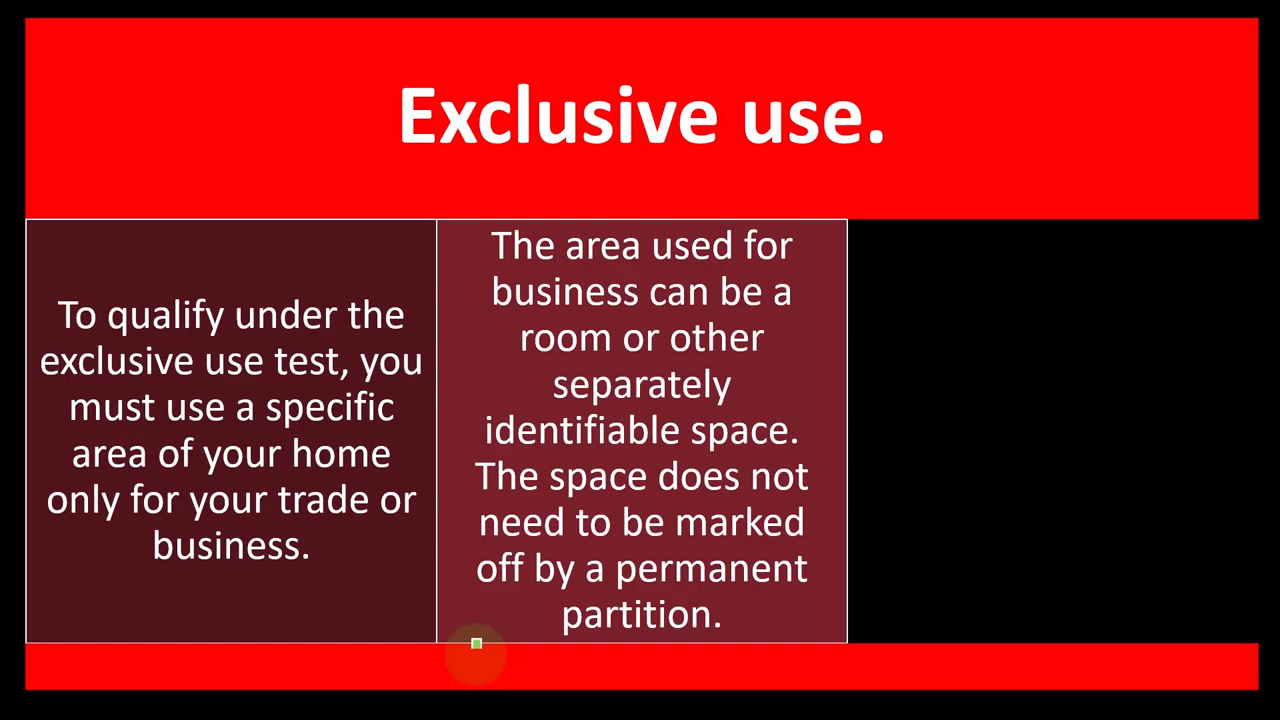 Exclusive use.
To qualify under the
exclusive use test, you
must use a specific
area of your home
only for your trade or
business.
The area used for
business can be a
room or other
separately
identifiable space.
The space does not
need to be marked
off by a permanent
partition.